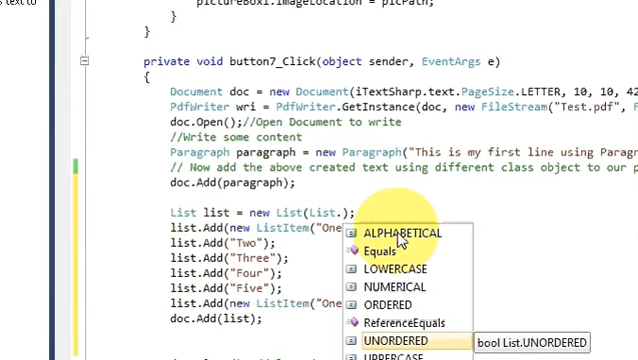 s text to
pictureBox1.ImageLocation = picPath;
}
}
private void button7_Click(object sender, EventArgs e)
{
Document doc = new Document(iTextSharp.text.PageSize.LETTER, 10, 10, 42
PdfWriter wri = PdfWriter.GetInstance(doc, new FileStream("Test.pdf", F
doc.Open();//Open Document to write
//Write some content
Paragraph paragraph = new Paragraph("This is my first line using Paragr
// Now add the above created text using different class object to our p
doc.Add(paragraph);
List list = new List(List.);
list.Add(new ListItem("One
list.Add("Two");
list.Add("Three");
list.Add("Four");
list.Add("Five");
list.Add(new ListItem("One
doc.Add(list);
ALPHABETICAL
Equals
LOWERCASE
NUMERICAL
ORDERED
ReferenceEquals
UNORDERED
UPPERCASE
bool List.UNORDERED